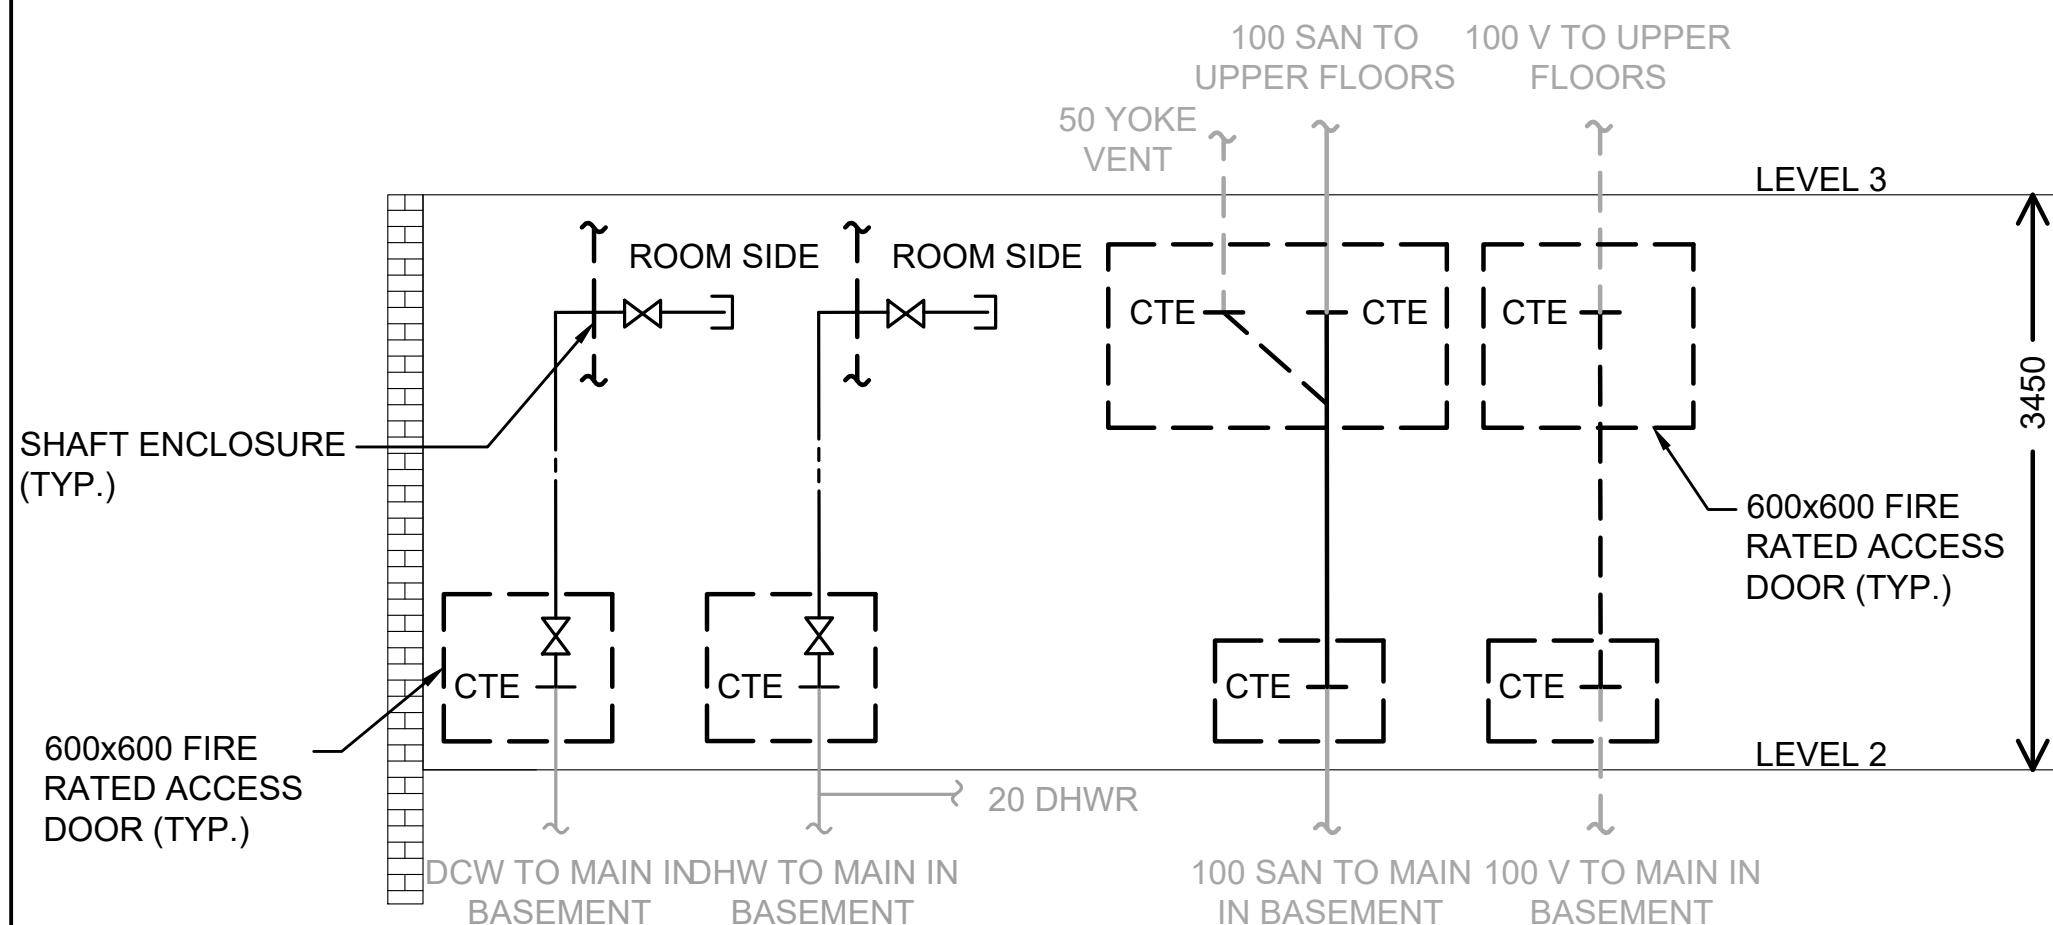 100 SAN TO
UPPER FLOORS
100 V TO UPPER
FLOORS
50 YOKE
VENT
LEVEL 3
ROOM SIDE
ROOM SIDE
CTE
CTE
CTE
3450
SHAFT ENCLOSURE
(TYP.)
600x600 FIRE
RATED ACCESS
DOOR (TYP.)
CTE
CTE
CTE
CTE
600x600 FIRE
RATED ACCESS
DOOR (TYP.)
LEVEL 2
20 DHWR
DCW TO MAIN IN
BASEMENT
DHW TO MAIN IN
BASEMENT
100 SAN TO MAIN
IN BASEMENT
100 V TO MAIN IN
BASEMENT